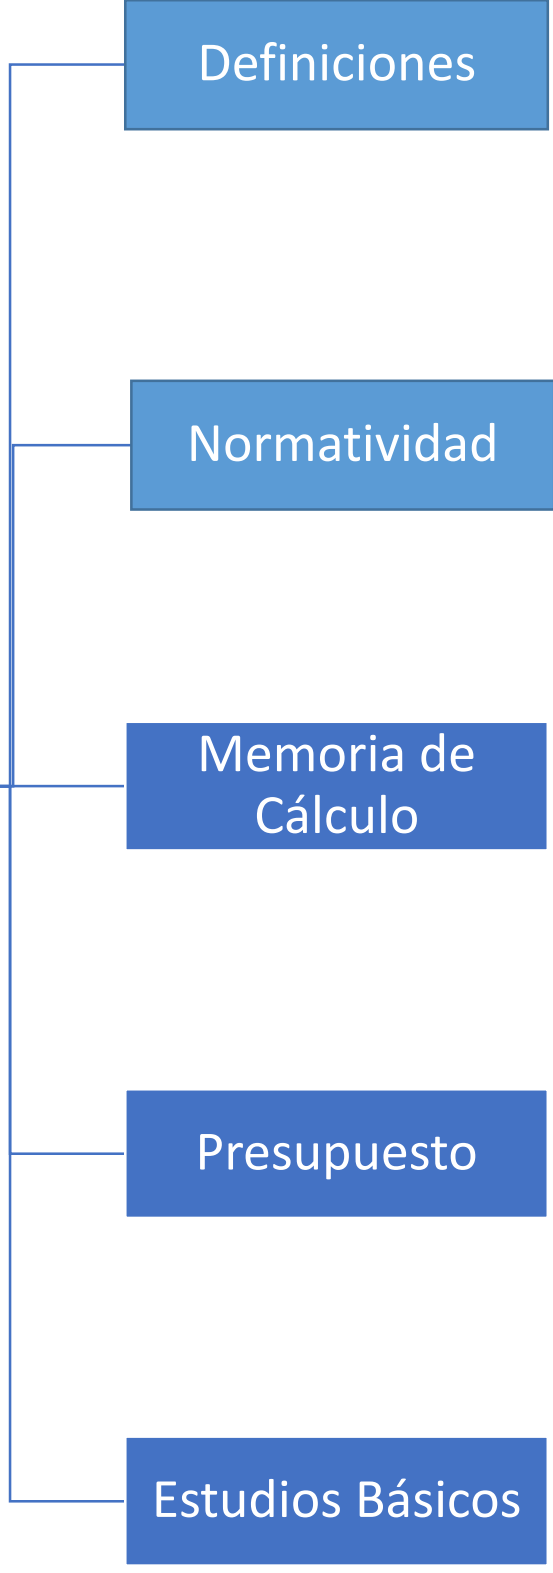 Definiciones
Normatividad
Memoria de
Cálculo
Presupuesto
Estudios Básicos